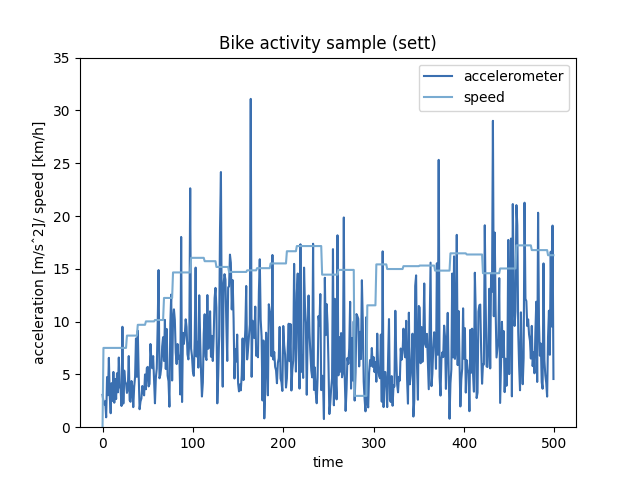 Bike activity sample (sett)
accelerometer
speed
acceleration [m/s^2]/ speed [km/h]
35
30
25
20
15
10
5
0
0 100 200 300 400 500
time